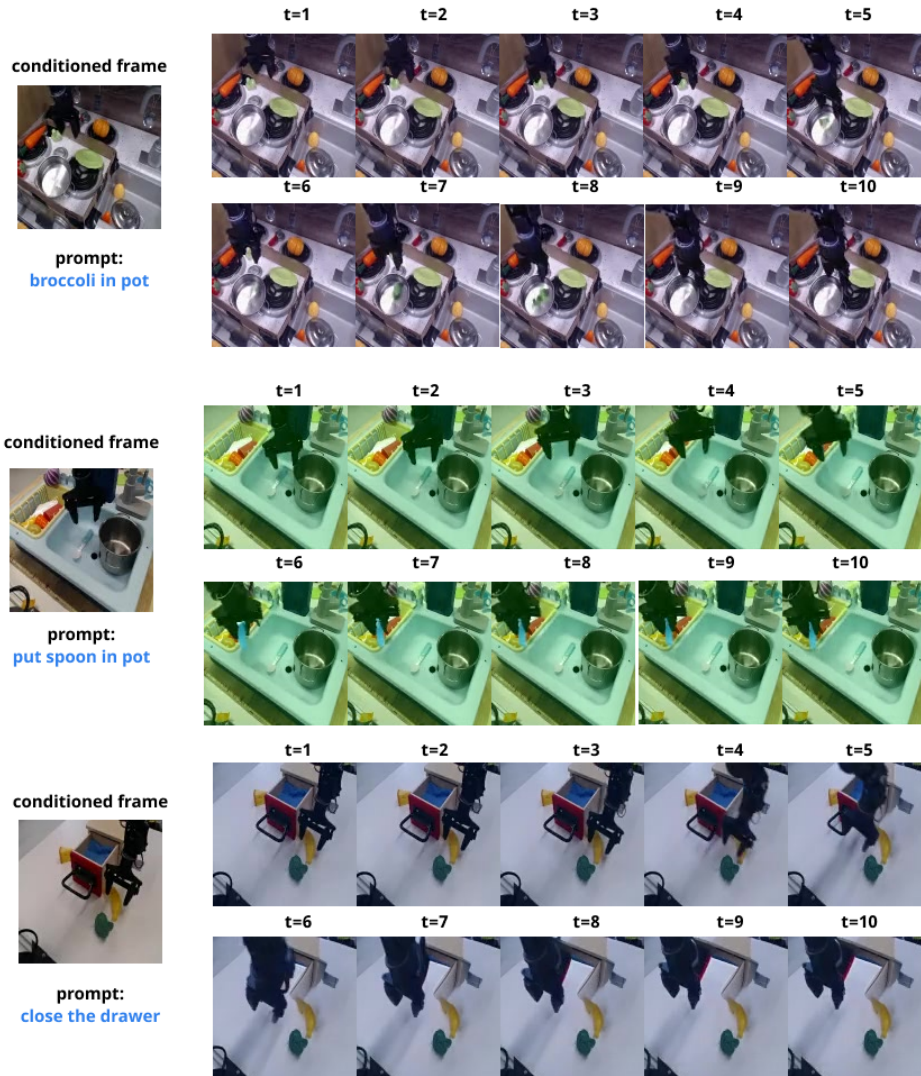 t=1 t=2 t=3 t=4 t=5
conditioned frame
t=6 t=7 t=8 t=9 t=10
prompt:
broccoli in pot
t=1 t=2 t=3 t=4 t=5
conditioned frame
t=6 t=7 t=8 t=9 t=10
prompt:
put spoon in pot
t=1 t=2 t=3 t=4 t=5
conditioned frame
t=6 t=7 t=8 t=9 t=10
prompt:
close the drawer